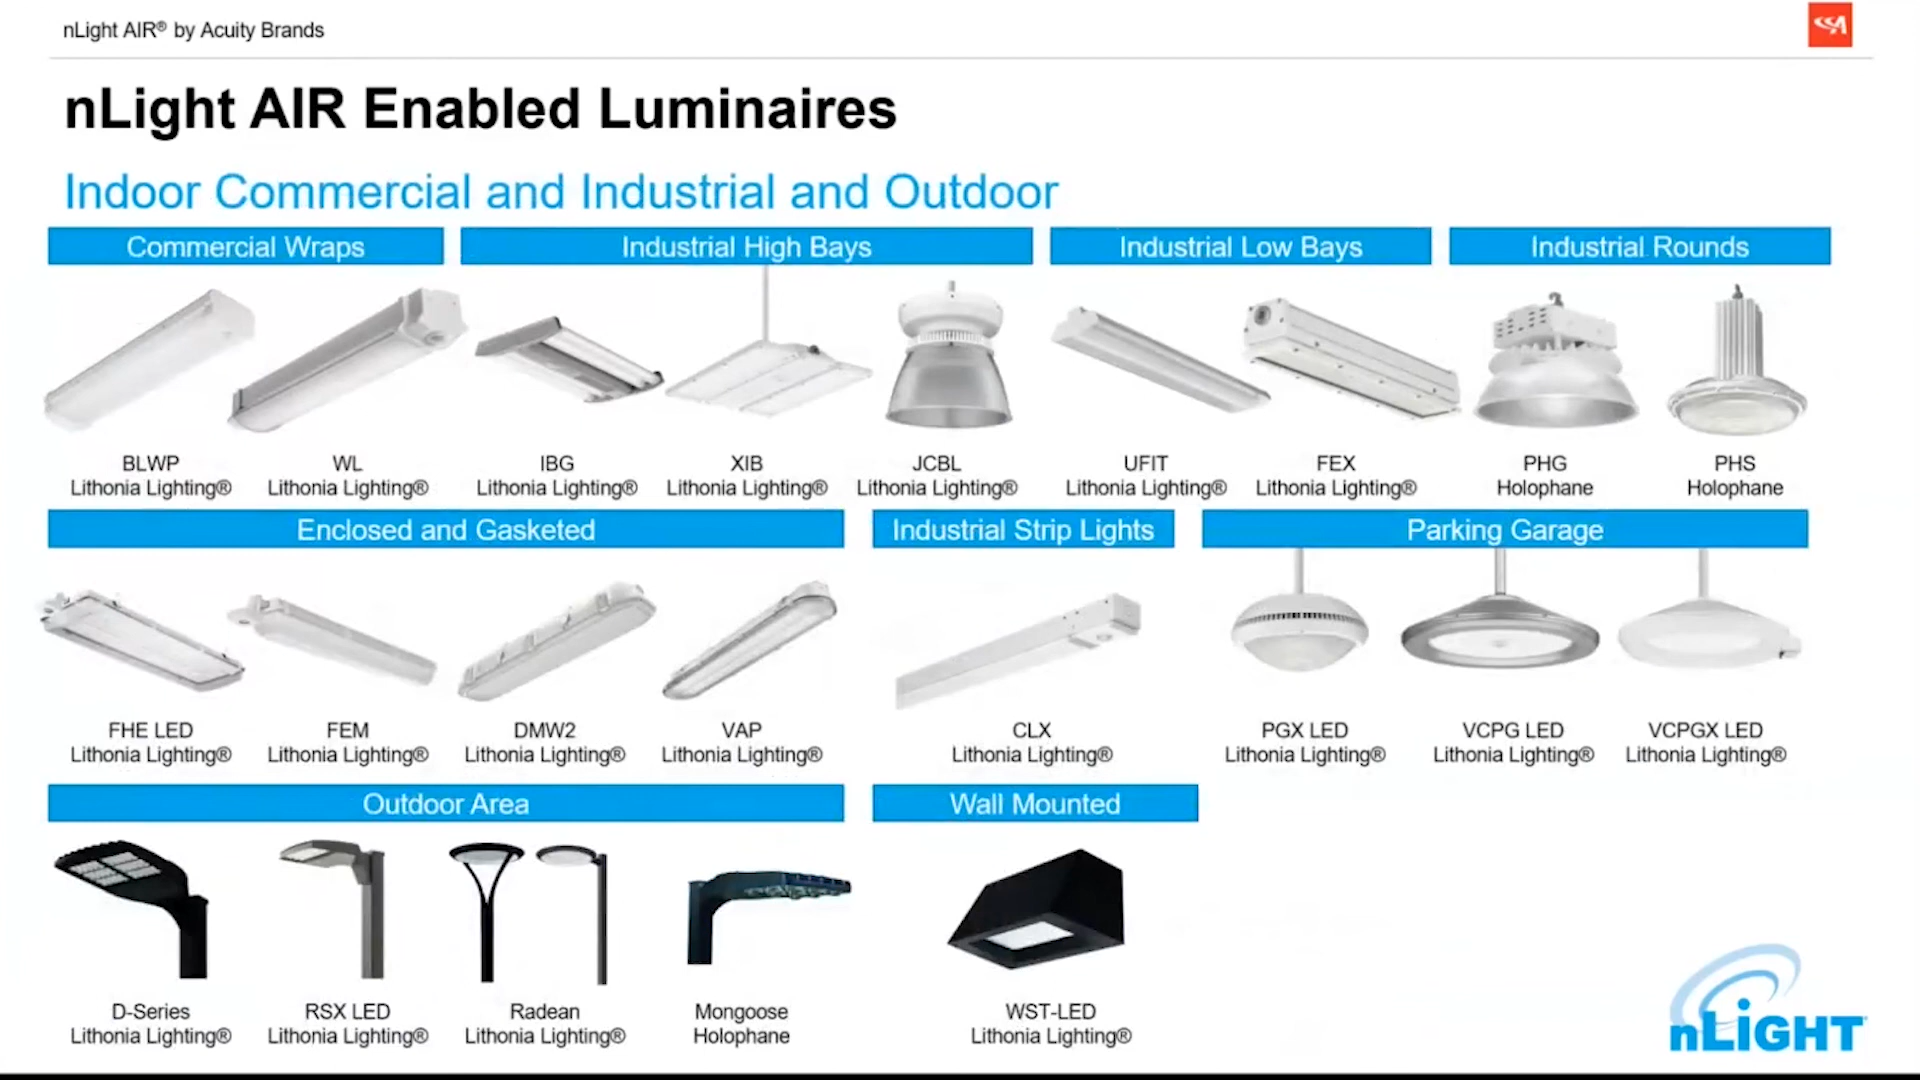 nLight AIR® by Acuity Brands
nLight AIR Enabled Luminaires
Indoor Commercial and Industrial and Outdoor
Commercial Wraps
Industrial High Bays
Industrial Low Bays
Industrial Rounds
BLWP
Lithonia Lighting®
WL
Lithonia Lighting®
IBG
Lithonia Lighting®
XIB
Lithonia Lighting®
JCBL
Lithonia Lighting®
UFIT
Lithonia Lighting®
FEX
Lithonia Lighting®
PHG
Holophane
PHS
Holophane
Enclosed and Gasketed
Industrial Strip Lights
Parking Garage
FHE LED
Lithonia Lighting®
FEM
Lithonia Lighting®
DMW2
Lithonia Lighting®
VAP
Lithonia Lighting®
CLX
Lithonia Lighting®
PGX LED
Lithonia Lighting®
VCPG LED
Lithonia Lighting®
VCPGX LED
Lithonia Lighting®
Outdoor Area
Wall Mounted
D-Series
Lithonia Lighting®
RSX LED
Lithonia Lighting®
Radean
Lithonia Lighting®
Mongoose
Holophane
WST-LED
Lithonia Lighting®
nLIGHT